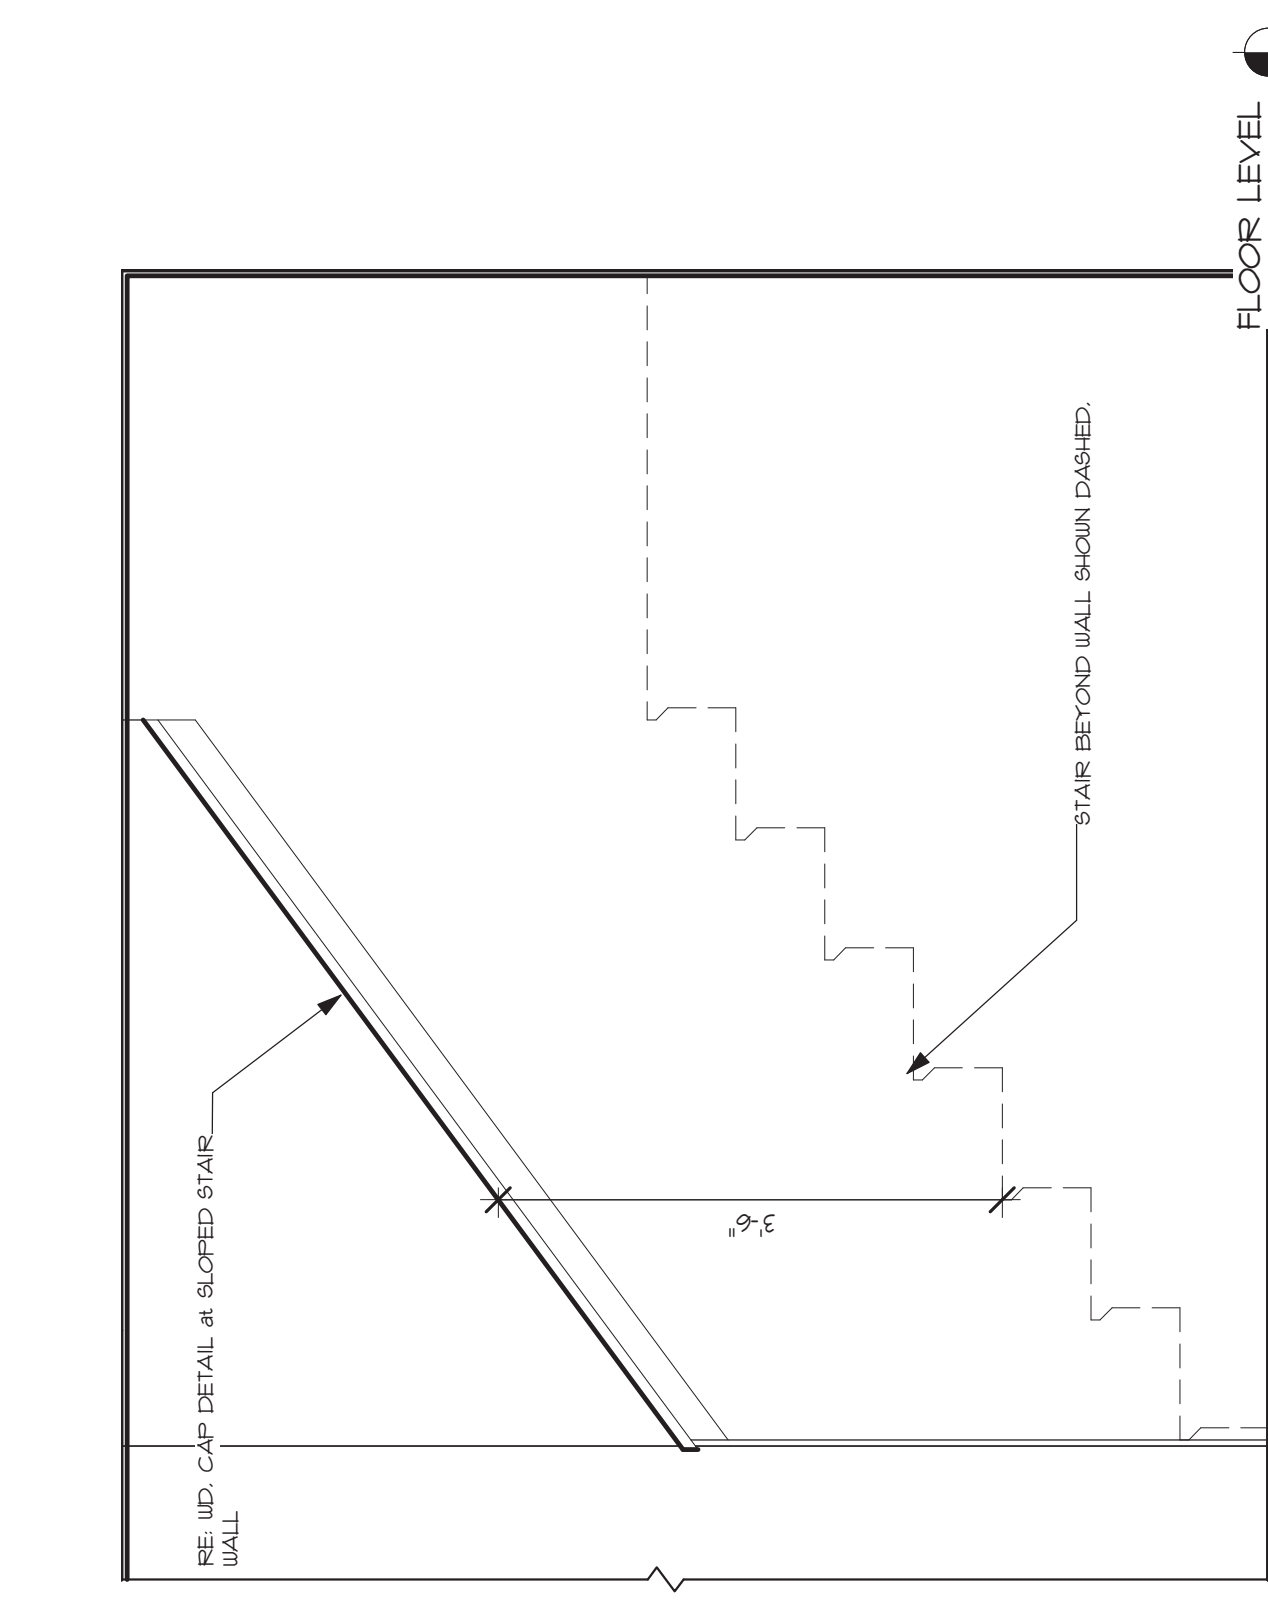 RE: WD. CAP DETAIL at SLOPED STAIR
WALL
3'-6"
STAIR BEYOND WALL SHOWN DASHED.
FLOOR LEVEL